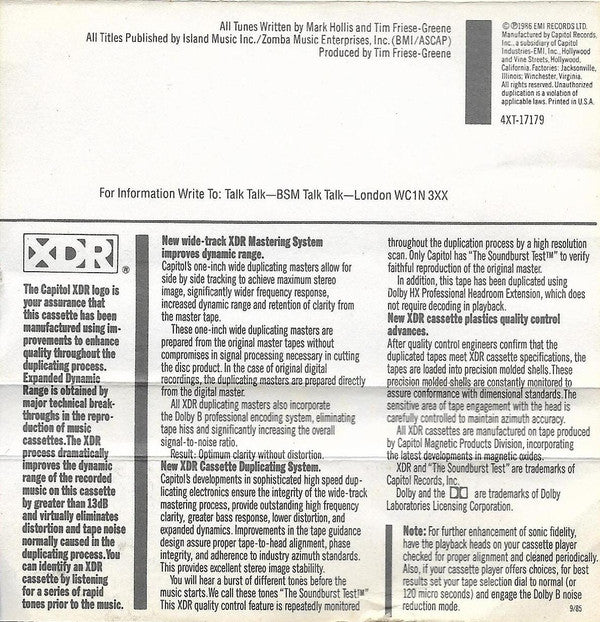 All Tunes Written by Mark Hollis and Tim Friese-Greene
All Titles Published by Island Music Inc./Zomba Music Enterprises, Inc. (BMI/ASCAP)
Produced by Tim Friese-Greene
© ℗1986 EMI RECORDS LTD.
Manufactured by Capitol Records,
Inc., a subsidiary of Capitol
Industries-EMI, Inc., Hollywood
and Vine Streets, Hollywood,
California. Factories: Jacksonville,
Illinois; Winchester, Virginia.
All rights reserved. Unauthorized
duplication is a violation of
applicable laws. Printed in U.S.A.
4XT-17179
For Information Write To: Talk Talk—BSM Talk Talk—London WC1N 3XX
XDR®
The Capitol XDR logo is
your assurance that
this cassette has been
manufactured using im-
provements to enhance
quality throughout the
duplicating process.
Expanded Dynamic
Range is obtained by
major technical break-
throughs in the repro-
duction of music
cassettes. The XDR
process dramatically
improves the dynamic
range of the recorded
music on this cassette
by greater than 13dB
and virtually eliminates
distortion and tape noise
normally caused in the
duplicating process. You
can identify an XDR
cassette by listening
for a series of rapid
tones prior to the music.
New wide-track XDR Mastering System
improves dynamic range.
Capitol's one-inch wide duplicating masters allow for
side by side tracking to achieve maximum stereo
image, significantly wider frequency response,
increased dynamic range and retention of clarity from
the master tape.
These one-inch wide duplicating masters are
prepared from the original master tapes without
compromises in signal processing necessary in cutting
the disc product. In the case of original digital
recordings, the duplicating masters are prepared directly
from the digital master.
All XDR duplicating masters also incorporate
the Dolby B professional encoding system, eliminating
tape hiss and significantly increasing the overall
signal-to-noise ratio.
Result: Optimum clarity without distortion.
New XDR Cassette Duplicating System.
Capitol's developments in sophisticated high speed dup-
licating electronics ensure the integrity of the wide-track
mastering process, provide outstanding high frequency
clarity, greater bass response, lower distortion, and
expanded dynamics. Improvements in the tape guidance
design assure proper tape-to-head alignment, phase
integrity, and adherence to industry azimuth standards.
This provides excellent stereo image stability.
You will hear a burst of different tones before the
music starts. We call these tones "The Soundburst Test™"
This XDR quality control feature is repeatedly monitored
throughout the duplication process by a high resolution
scan. Only Capitol has "The Soundburst Test™" to verify
faithful reproduction of the original master.
In addition, this tape has been duplicated using
Dolby HX Professional Headroom Extension, which does
not require decoding in playback.
New XDR cassette plastics quality control
advances.
After quality control engineers confirm that the
duplicated tapes meet XDR cassette specifications, the
tapes are loaded into precision molded shells. These
precision molded shells are constantly monitored to
assure conformance with dimensional standards. The
sensitive area of tape engagement with the head is
carefully controlled to maintain azimuth accuracy.
All XDR cassettes are manufactured on tape produced
by Capitol Magnetic Products Division, incorporating
the latest developments in magnetic oxides.
XDR and "The Soundburst Test" are trademarks of
Capitol Records, Inc.
Dolby and the are trademarks of Dolby
Laboratories Licensing Corporation.
Note: For further enhancement of sonic fidelity,
have the playback heads on your cassette player
checked for proper alignment and cleaned periodically.
Also, if your cassette player offers choices, for best
results set your tape selection dial to normal (or
120 micro seconds) and engage the Dolby B noise
reduction mode.
9/85